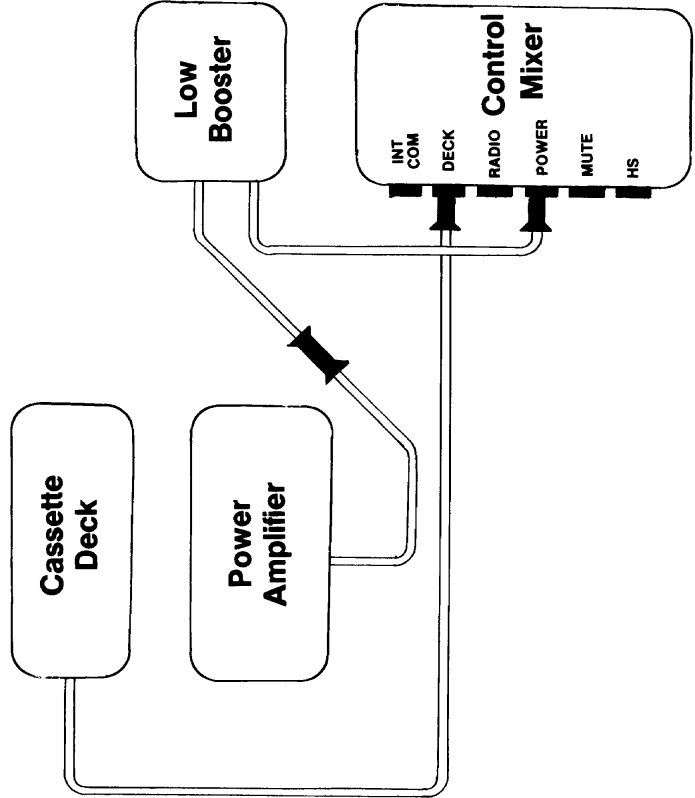 Low
Booster
Control
Mixer
INT
COM
DECK
RADIO
POWER
MUTE
HS
Cassette
Deck
Power
Amplifier